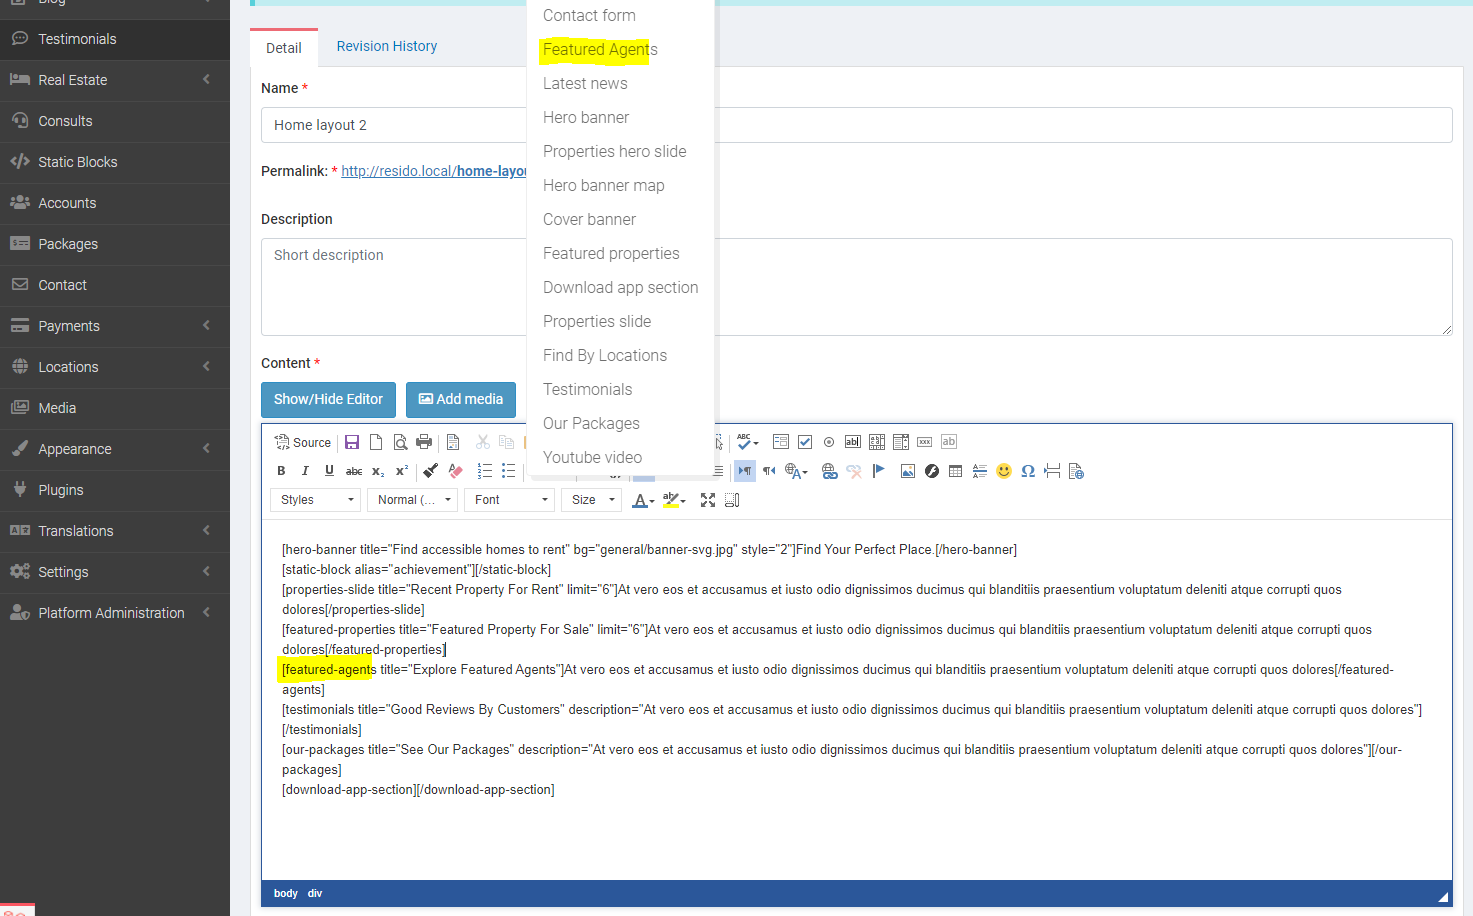 Blog
Testimonials
Real Estate
Consults
Static Blocks
Accounts
Packages
Contact
Payments
Locations
Media
Appearance
Plugins
Translations
Settings
Platform Administration
Detail
Revision History
Name *
Home layout 2
Permalink: * http://resido.local/home-layou
Description
Short description
Content *
Show/Hide Editor
Add media
Contact form
Featured Agents
Latest news
Hero banner
Properties hero slide
Hero banner map
Cover banner
Featured properties
Download app section
Properties slide
Find By Locations
Testimonials
Our Packages
Youtube video
Source
Styles
Normal (...
Font
Size
[hero-banner title="Find accessible homes to rent" bg="general/banner-svg.jpg" style="2"]Find Your Perfect Place.[/hero-banner]
[static-block alias="achievement"][/static-block]
[properties-slide title="Recent Property For Rent" limit="6"]At vero eos et accusamus et iusto odio dignissimos ducimus qui blanditiis praesentium voluptatum deleniti atque corrupti quos
dolores[/properties-slide]
[featured-properties title="Featured Property For Sale" limit="6"]At vero eos et accusamus et iusto odio dignissimos ducimus qui blanditiis praesentium voluptatum deleniti atque corrupti quos
dolores[/featured-properties]
[featured-agents title="Explore Featured Agents"]At vero eos et accusamus et iusto odio dignissimos ducimus qui blanditiis praesentium voluptatum deleniti atque corrupti quos dolores[/featured-
agents]
[testimonials title="Good Reviews By Customers" description="At vero eos et accusamus et iusto odio dignissimos ducimus qui blanditiis praesentium voluptatum deleniti atque corrupti quos dolores"]
[/testimonials]
[our-packages title="See Our Packages" description="At vero eos et accusamus et iusto odio dignissimos ducimus qui blanditiis praesentium voluptatum deleniti atque corrupti quos dolores"][/our-
packages]
[download-app-section][/download-app-section]
body div